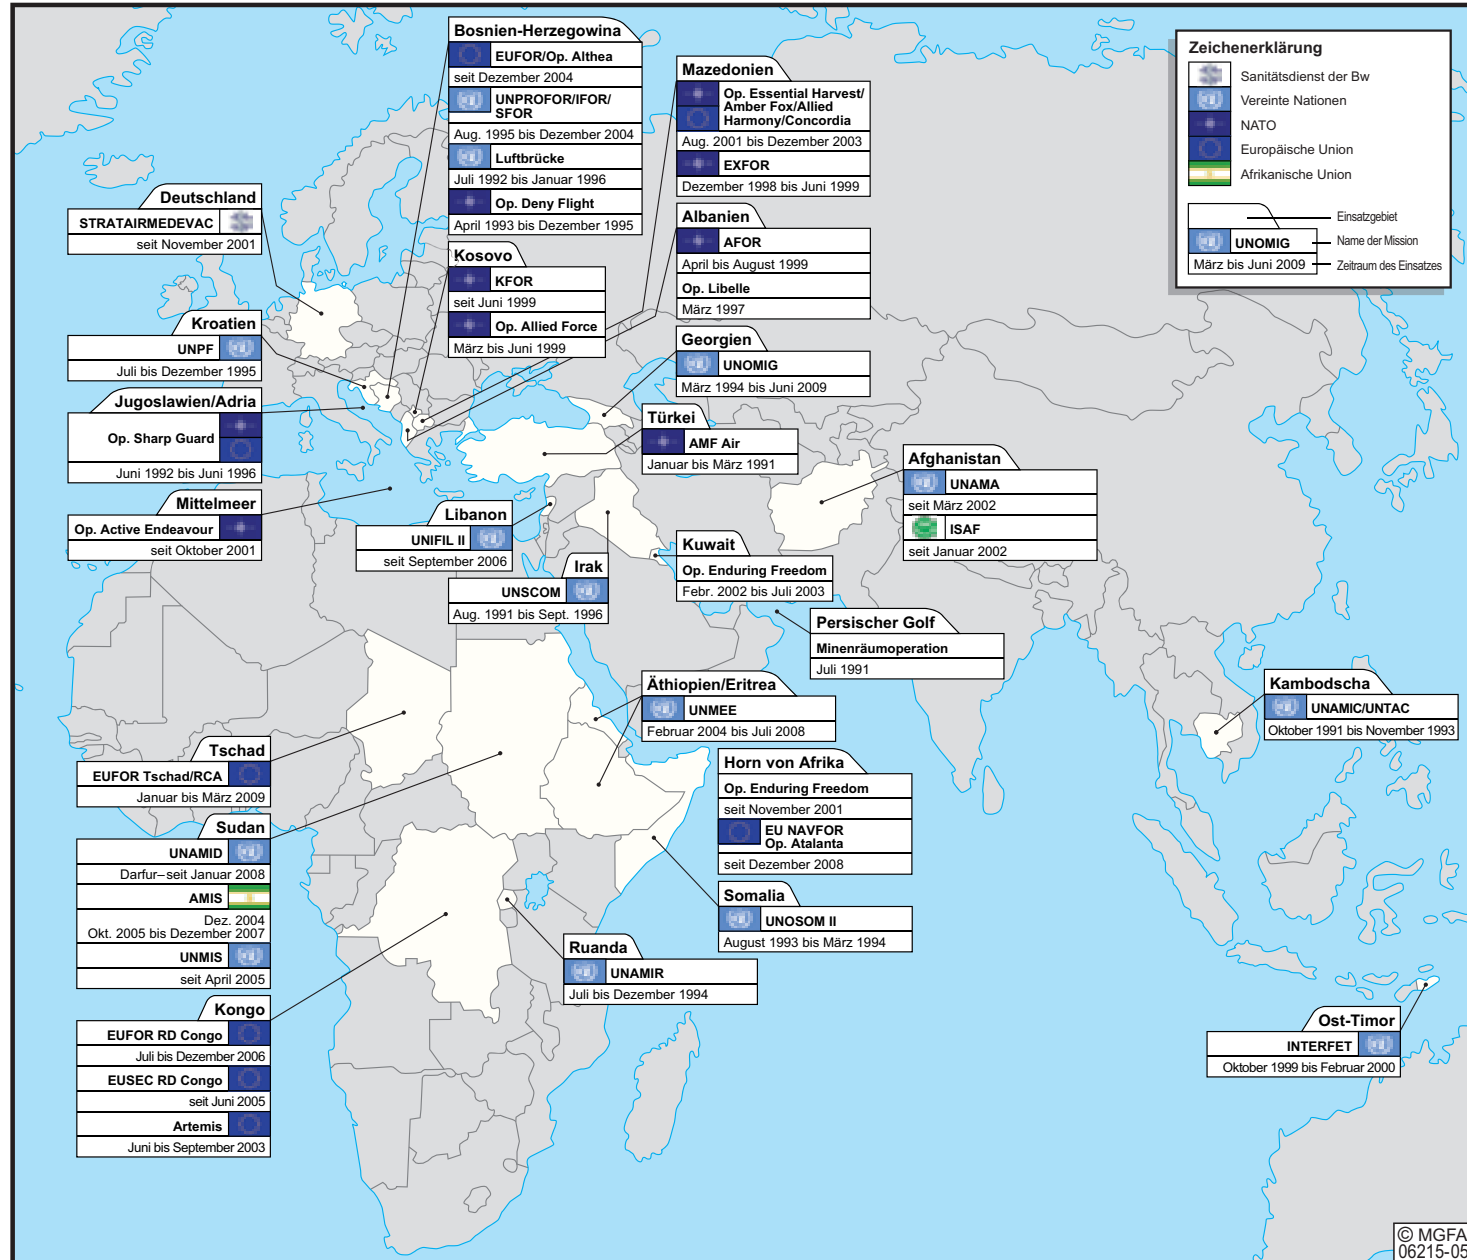 Bosnien-Herzegowina
EUFOR/Op. Althea
seit Dezember 2004
UNPROFOR/IFOR/
SFOR
Aug. 1995 bis Dezember 2004
Luftbrücke
Juli 1992 bis Januar 1996
Op. Deny Flight
April 1993 bis Dezember 1995
Mazedonien
Op. Essential Harvest/
Amber Fox/Allied
Harmony/Concordia
Aug. 2001 bis Dezember 2003
EXFOR
Dezember 1998 bis Juni 1999
Zeichenerklärung
Sanitätsdienst der Bw
Vereinte Nationen
NATO
Europäische Union
Afrikanische Union
Einsatzgebiet
UNOMIG
Name der Mission
März bis Juni 2009
Zeitraum des Einsatzes
Deutschland
STRATAIRMEDEVAC
seit November 2001
Albanien
AFOR
April bis August 1999
Op. Libelle
März 1997
Kosovo
KFOR
seit Juni 1999
Op. Allied Force
März bis Juni 1999
Kroatien
UNPF
Juli bis Dezember 1995
Georgien
UNOMIG
März 1994 bis Juni 2009
Jugoslawien/Adria
Op. Sharp Guard
Juni 1992 bis Juni 1996
Türkei
AMF Air
Januar bis März 1991
Afghanistan
UNAMA
seit März 2002
ISAF
seit Januar 2002
Mittelmeer
Op. Active Endeavour
seit Oktober 2001
Libanon
UNIFIL II
seit September 2006
Irak
UNSCOM
Aug. 1991 bis Sept. 1996
Kuwait
Op. Enduring Freedom
Febr. 2002 bis Juli 2003
Persischer Golf
Minenräumoperation
Juli 1991
Äthiopien/Eritrea
UNMEE
Februar 2004 bis Juli 2008
Kambodscha
UNAMIC/UNTAC
Oktober 1991 bis November 1993
Tschad
EUFOR Tschad/RCA
Januar bis März 2009
Horn von Afrika
Op. Enduring Freedom
seit November 2001
EU NAVFOR
Op. Atalanta
seit Dezember 2008
Sudan
UNAMID
Darfur–seit Januar 2008
AMIS
Dez. 2004
Okt. 2005 bis Dezember 2007
UNMIS
seit April 2005
Somalia
UNOSOM II
August 1993 bis März 1994
Ruanda
UNAMIR
Juli bis Dezember 1994
Kongo
EUFOR RD Congo
Juli bis Dezember 2006
EUSEC RD Congo
seit Juni 2005
Artemis
Juni bis September 2003
Ost-Timor
INTERFET
Oktober 1999 bis Februar 2000
© MGFA
06215-05